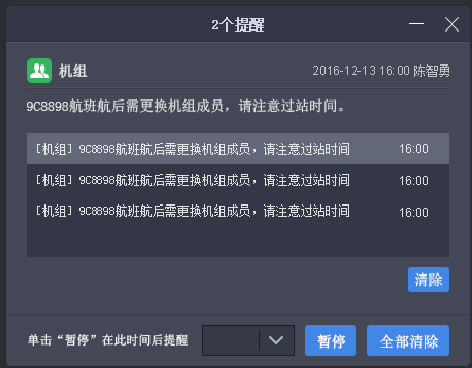 2个提醒
机组
2016-12-13 16:00 陈智勇
9C8898航班航后需更换机组成员，请注意过站时间。
[机组] 9C8898航班航后需更换机组成员，请注意过站时间 16:00
[机组] 9C8898航班航后需更换机组成员，请注意过站时间 16:00
[机组] 9C8898航班航后需更换机组成员，请注意过站时间 16:00
清除
单击“暂停”在此时间后提醒 暂停 全部清除